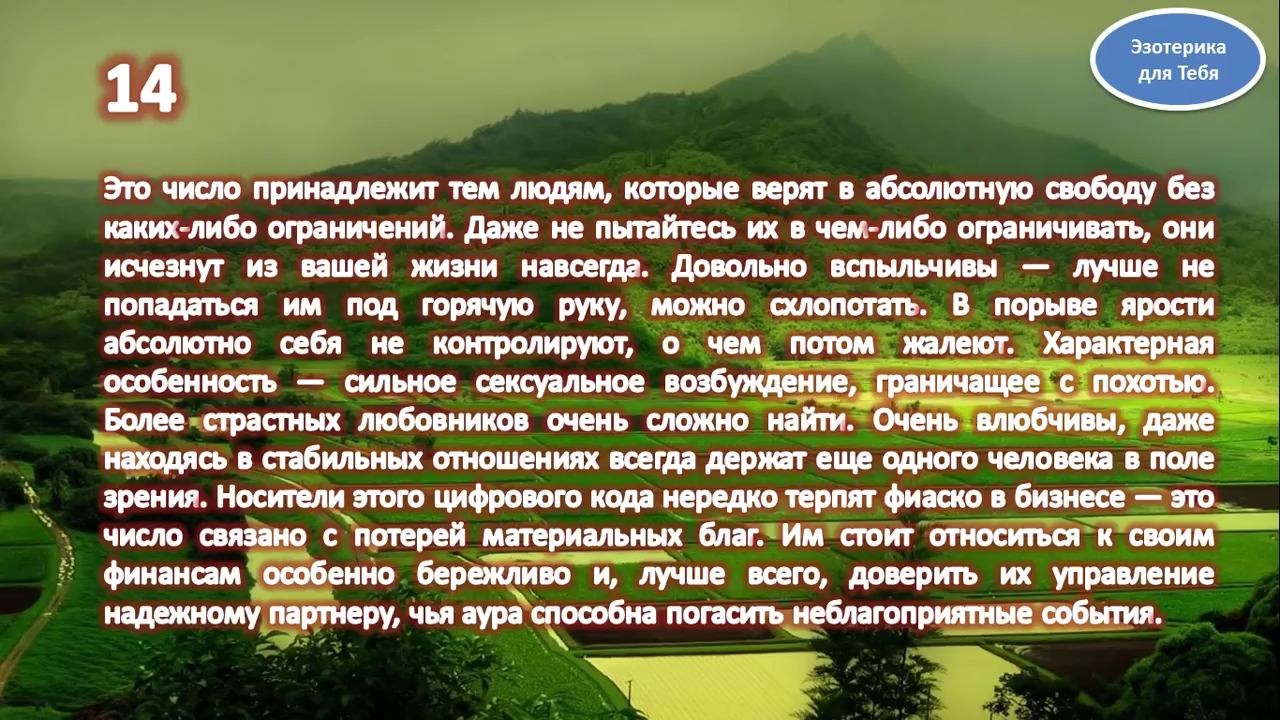 Эзотерика
для Тебя
14
Это число принадлежит тем людям, которые верят в абсолютную свободу без
каких-либо ограничений. Даже не пытайтесь их в чем-либо ограничивать, они
исчезнут из вашей жизни навсегда. Довольно вспыльчивы — лучше не
попадаться им под горячую руку, можно схлопотать. В порыве ярости
абсолютно себя не контролируют, о чем потом жалеют. Характерная
особенность — сильное сексуальное возбуждение, граничащее с похотью.
Более страстных любовников очень сложно найти. Очень влюбчивы, даже
находясь в стабильных отношениях всегда держат еще одного человека в поле
зрения. Носители этого цифрового кода нередко терпят фиаско в бизнесе — это
число связано с потерей материальных благ. Им стоит относиться к своим
финансам особенно бережливо и, лучше всего, доверить их управление
надежному партнеру, чья аура способна погасить неблагоприятные события.